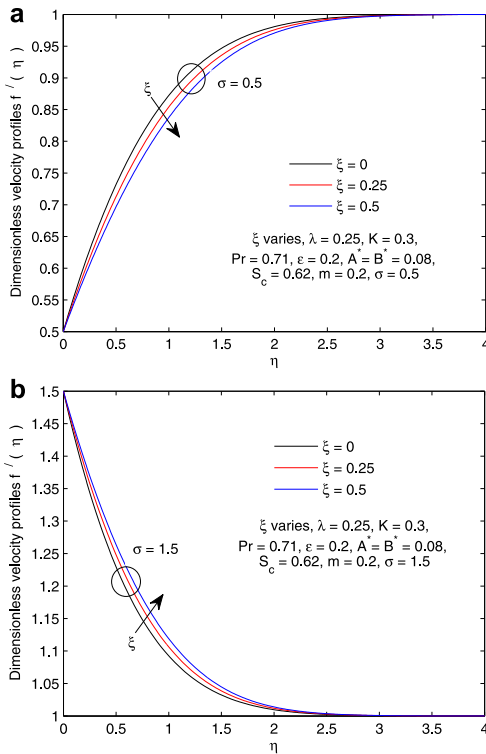 a
Dimensionless velocity profiles f ′ ( η )
1
0.95
0.9
0.85
0.8
0.75
0.7
0.65
0.6
0.55
0.5
ξ
σ = 0.5
ξ = 0
ξ = 0.25
ξ = 0.5
ξ varies, λ = 0.25, K = 0.3,
Pr = 0.71, ε = 0.2, A* = B* = 0.08,
S_c = 0.62, m = 0.2, σ = 0.5
0 0.5 1 1.5 2 2.5 3 3.5 4
η
b
Dimensionless velocity profiles f ′ ( η )
1.5
1.45
1.4
1.35
1.3
1.25
1.2
1.15
1.1
1.05
1
σ = 1.5
ξ
ξ = 0
ξ = 0.25
ξ = 0.5
ξ varies, λ = 0.25, K = 0.3,
Pr = 0.71, ε = 0.2, A* = B* = 0.08,
S_c = 0.62, m = 0.2, σ = 1.5
0 0.5 1 1.5 2 2.5 3 3.5 4
η